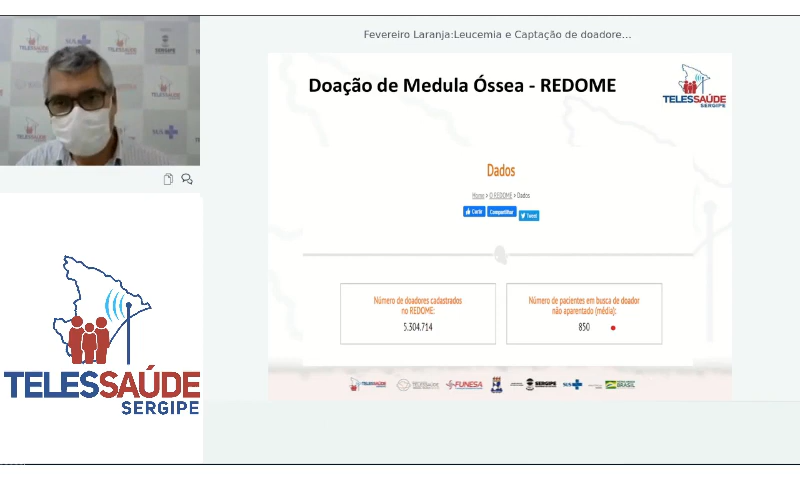 Fevereiro Laranja:Leucemia e Captação de doadore...
Doação de Medula Óssea - REDOME
TELESSAÚDE
SERGIPE
Dados
Home > O REDOME > Dados
Curtir Compartilhar Tweet
Número de doadores cadastrados
no REDOME:
5.304.714
Número de pacientes em busca de doador
não aparentado (média):
850
FUNESA
SERGIPE
SUS
BRASIL
TELESSAÚDE
SERGIPE